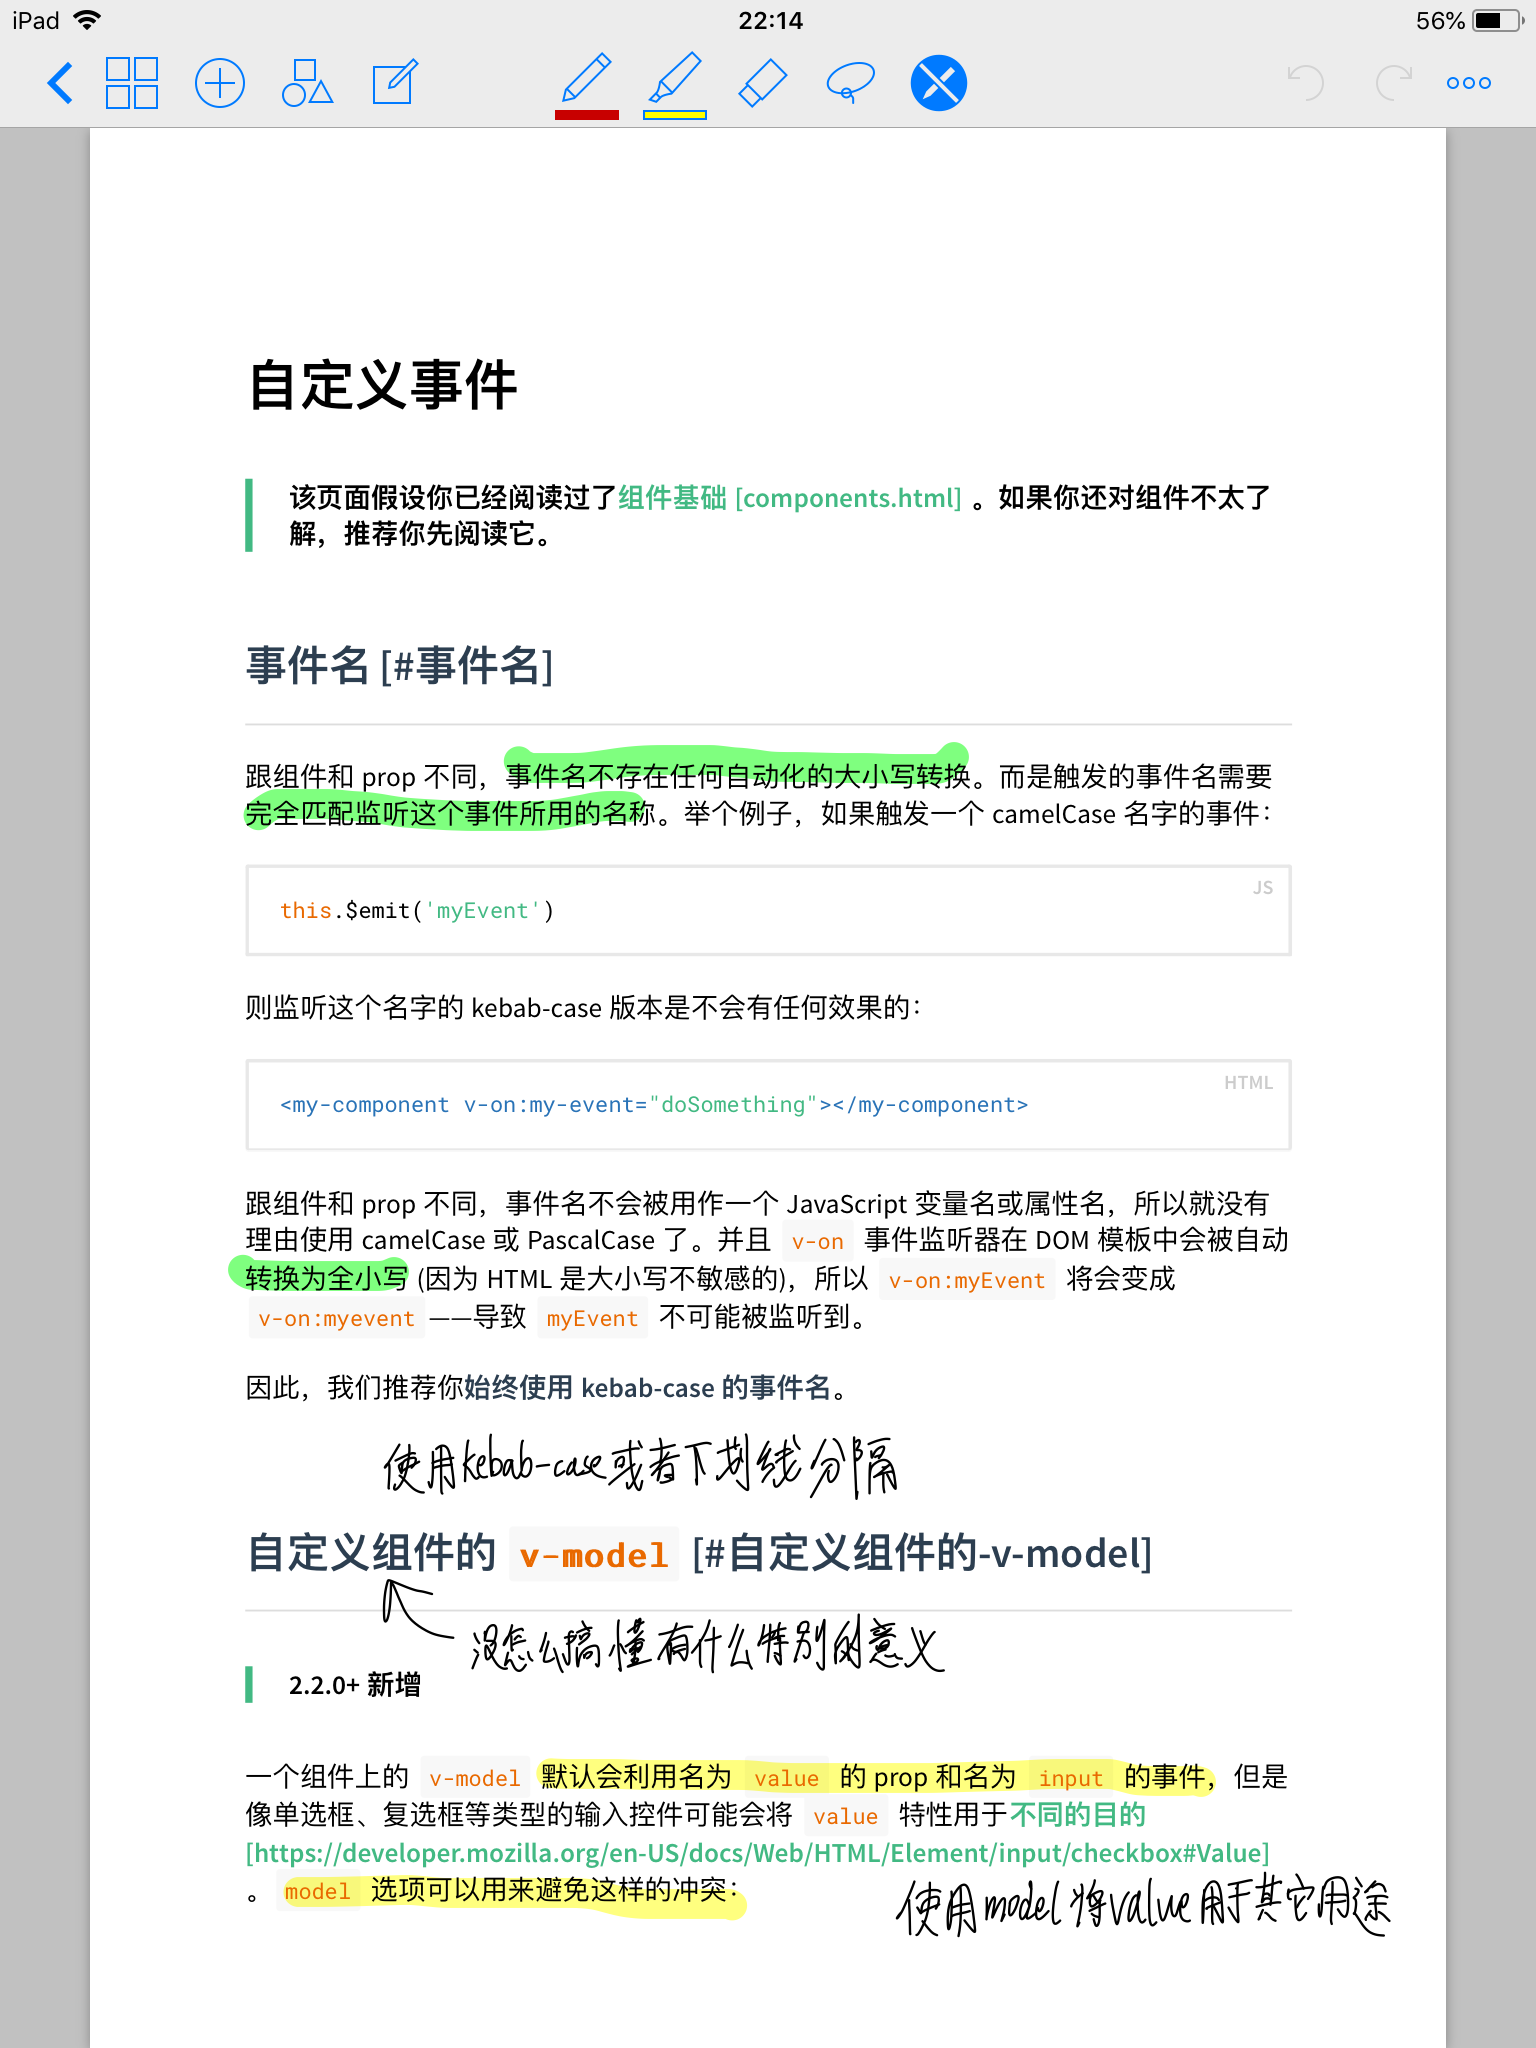 iPad 22:14 56%
自定义事件
该页面假设你已经阅读过了组件基础 [components.html] 。如果你还对组件不太了
解，推荐你先阅读它。
事件名 [#事件名]
跟组件和 prop 不同，事件名不存在任何自动化的大小写转换。而是触发的事件名需要
完全匹配监听这个事件所用的名称。举个例子，如果触发一个 camelCase 名字的事件：
JS
this.$emit('myEvent')
则监听这个名字的 kebab-case 版本是不会有任何效果的：
HTML
<my-component v-on:my-event="doSomething"></my-component>
跟组件和 prop 不同，事件名不会被用作一个 JavaScript 变量名或属性名，所以就没有
理由使用 camelCase 或 PascalCase 了。并且 v-on 事件监听器在 DOM 模板中会被自动
转换为全小写 (因为 HTML 是大小写不敏感的)，所以 v-on:myEvent 将会变成
v-on:myevent ——导致 myEvent 不可能被监听到。
因此，我们推荐你始终使用 kebab-case 的事件名。
使用kebab-case或者下划线分隔
自定义组件的 v-model [#自定义组件的-v-model]
没怎么搞懂有什么特别的意义
2.2.0+ 新增
一个组件上的 v-model 默认会利用名为 value 的 prop 和名为 input 的事件，但是
像单选框、复选框等类型的输入控件可能会将 value 特性用于不同的目的
[https://developer.mozilla.org/en-US/docs/Web/HTML/Element/input/checkbox#Value]
。 model 选项可以用来避免这样的冲突：
使用model将value用于其它用途